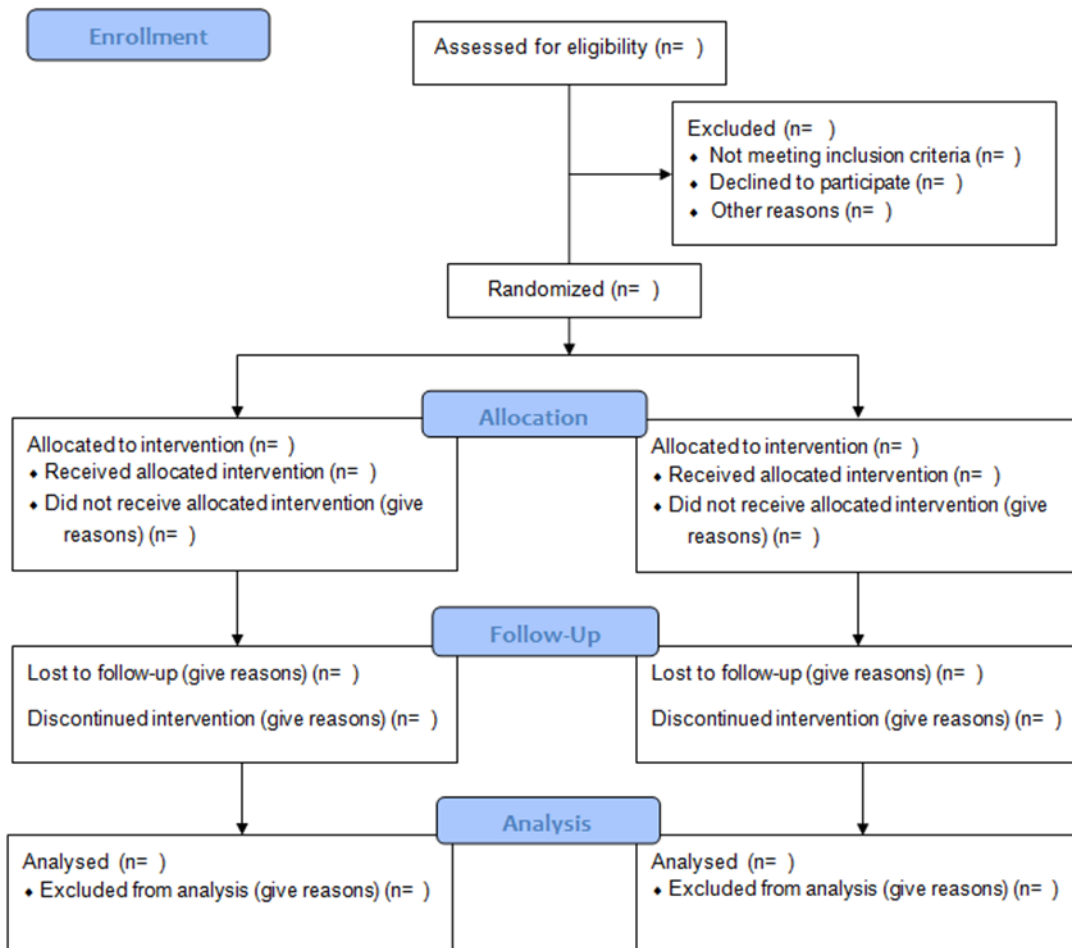 Enrollment
Assessed for eligibility (n= )
Excluded (n= )
⬥ Not meeting inclusion criteria (n= )
⬥ Declined to participate (n= )
⬥ Other reasons (n= )
Randomized (n= )
Allocation
Allocated to intervention (n= )
⬥ Received allocated intervention (n= )
⬥ Did not receive allocated intervention (give
reasons) (n= )
Allocated to intervention (n= )
⬥ Received allocated intervention (n= )
⬥ Did not receive allocated intervention (give
reasons) (n= )
Follow-Up
Lost to follow-up (give reasons) (n= )
Discontinued intervention (give reasons) (n= )
Lost to follow-up (give reasons) (n= )
Discontinued intervention (give reasons) (n= )
Analysis
Analysed (n= )
⬥ Excluded from analysis (give reasons) (n= )
Analysed (n= )
⬥ Excluded from analysis (give reasons) (n= )